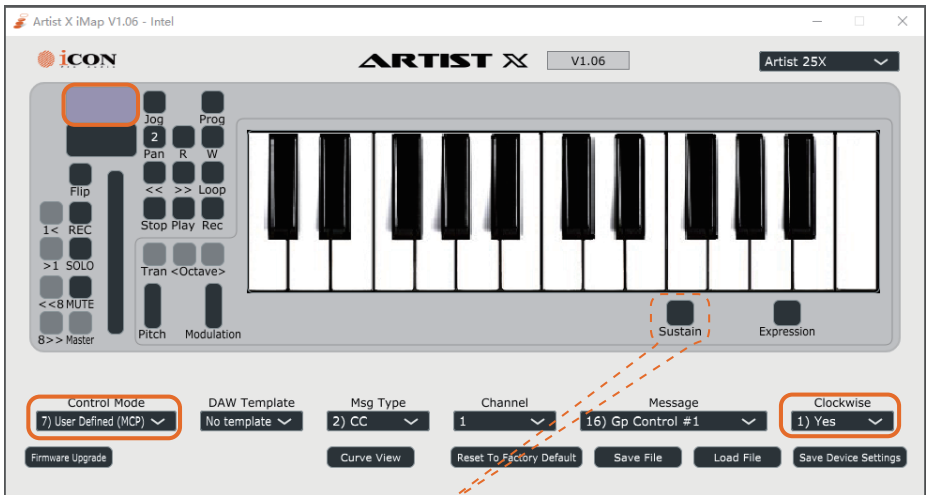 Artist X iMap V1.06 - Intel
iCON
ARTIST X
V1.06
Artist 25X
Jog
Prog
2
Pan R W
Flip
<< >> Loop
1< REC
Stop Play Rec
>1 SOLO
Tran <Octave>
<<8 MUTE
8>> Master
Pitch Modulation
Sustain
Expression
Control Mode
DAW Template
Msg Type
Channel
Message
Clockwise
7) User Defined (MCP)
No template
2) CC
1
16) Gp Control #1
1) Yes
Firmware Upgrade
Curve View
Reset To Factory Default
Save File
Load File
Save Device Settings